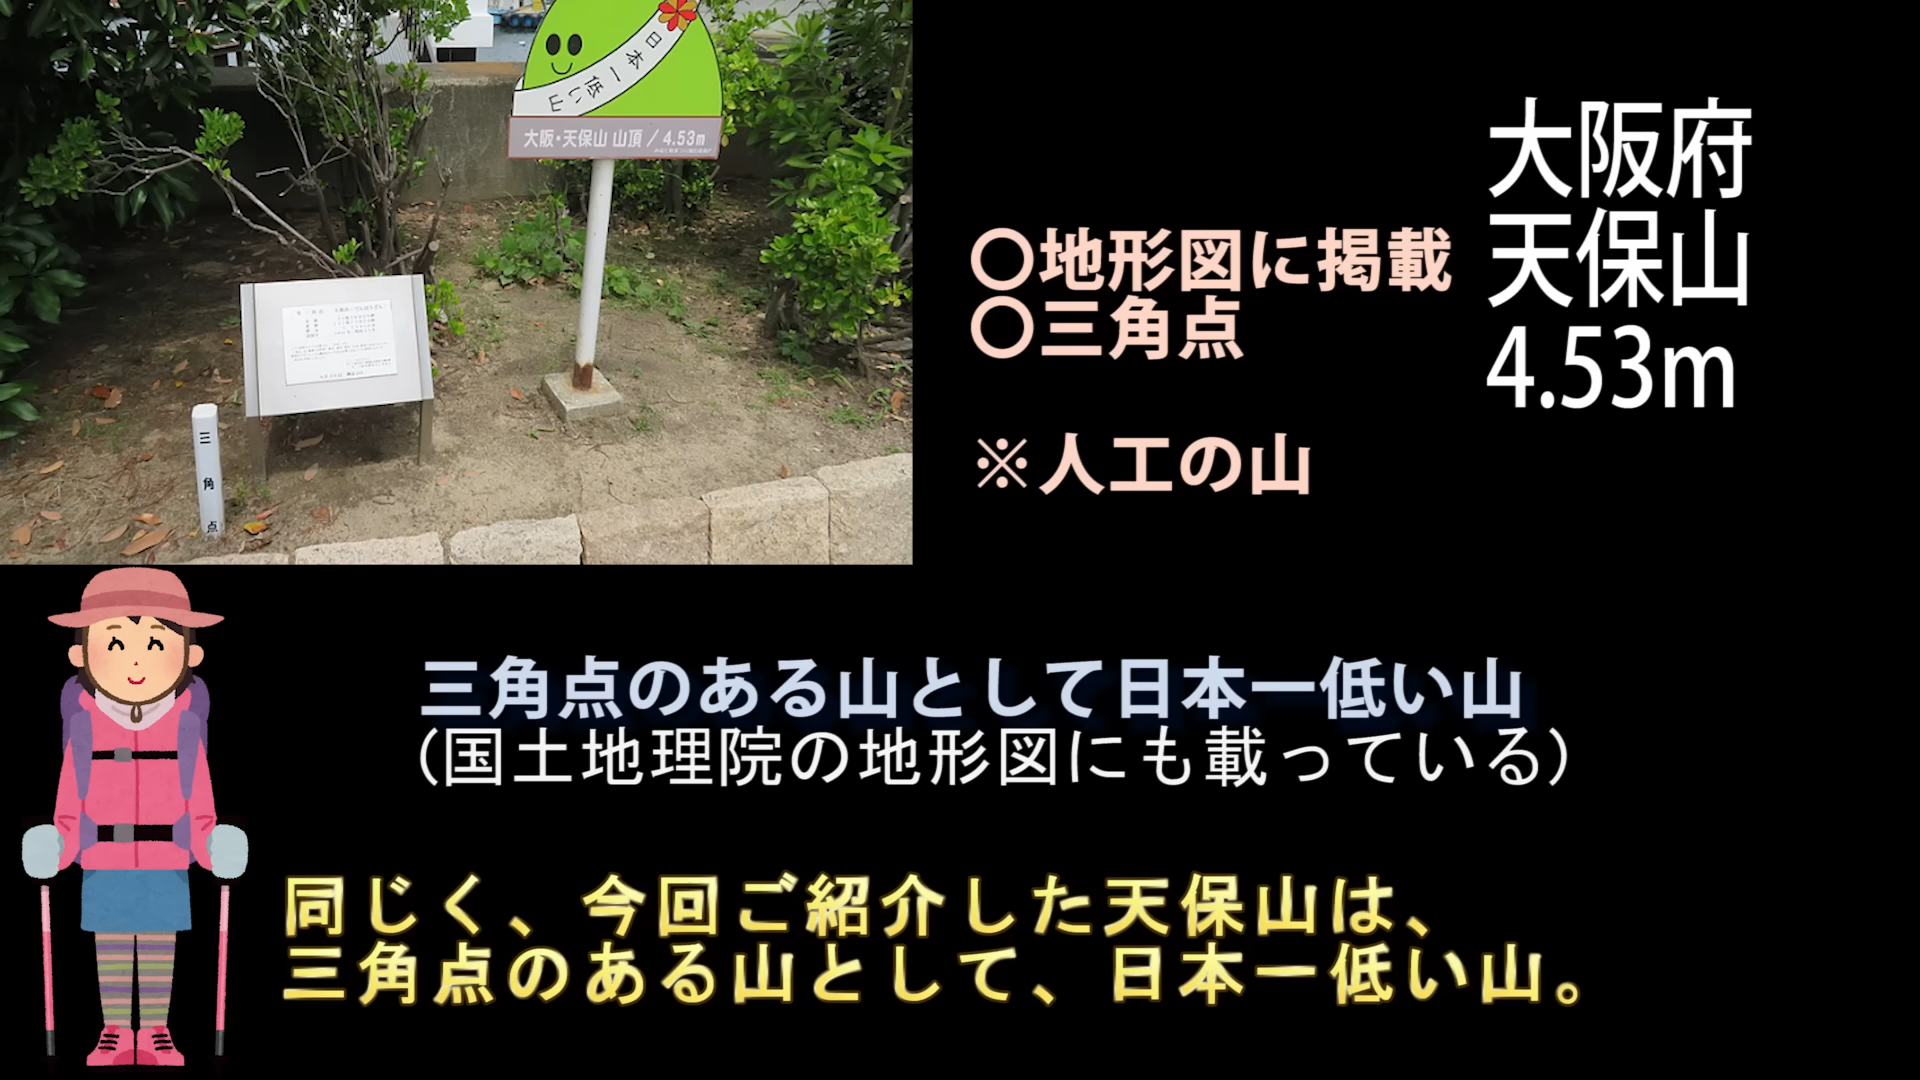 日本一低い山
大阪・天保山 山頂 / 4.53m
三角点
大阪府
天保山
4.53m
〇地形図に掲載
〇三角点
※人工の山
三角点のある山として日本一低い山
(国土地理院の地形図にも載っている)
同じく、今回ご紹介した天保山は、
三角点のある山として、日本一低い山。